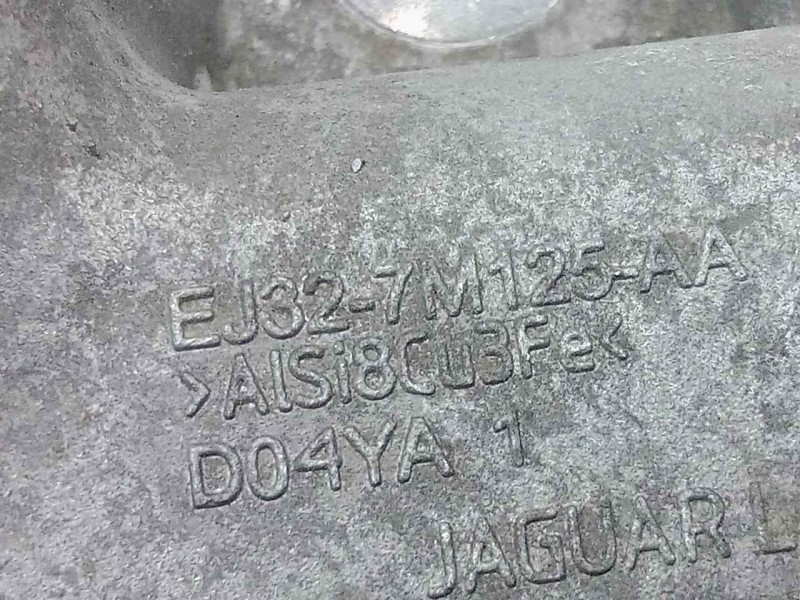 EJ32-7M125-AA
>AlSi8Cu3Fe<
D04YA 1
JAGUAR L